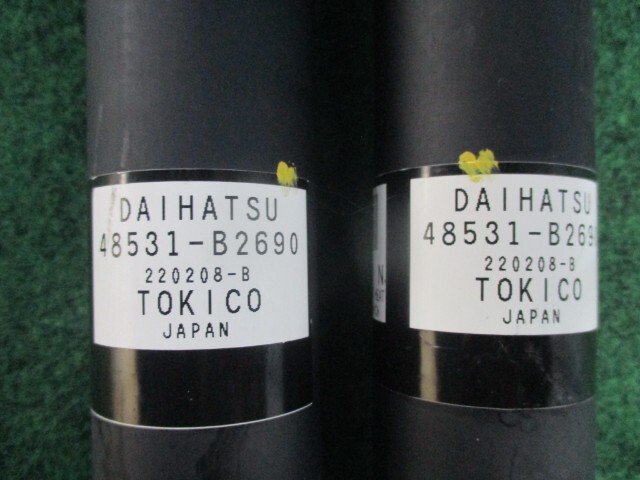 DAIHATSU
48531-B2690
220208-B
TOKICO
JAPAN
N.
DAIHATSU
48531-B269
220208-B
TOKICO
JAPAN